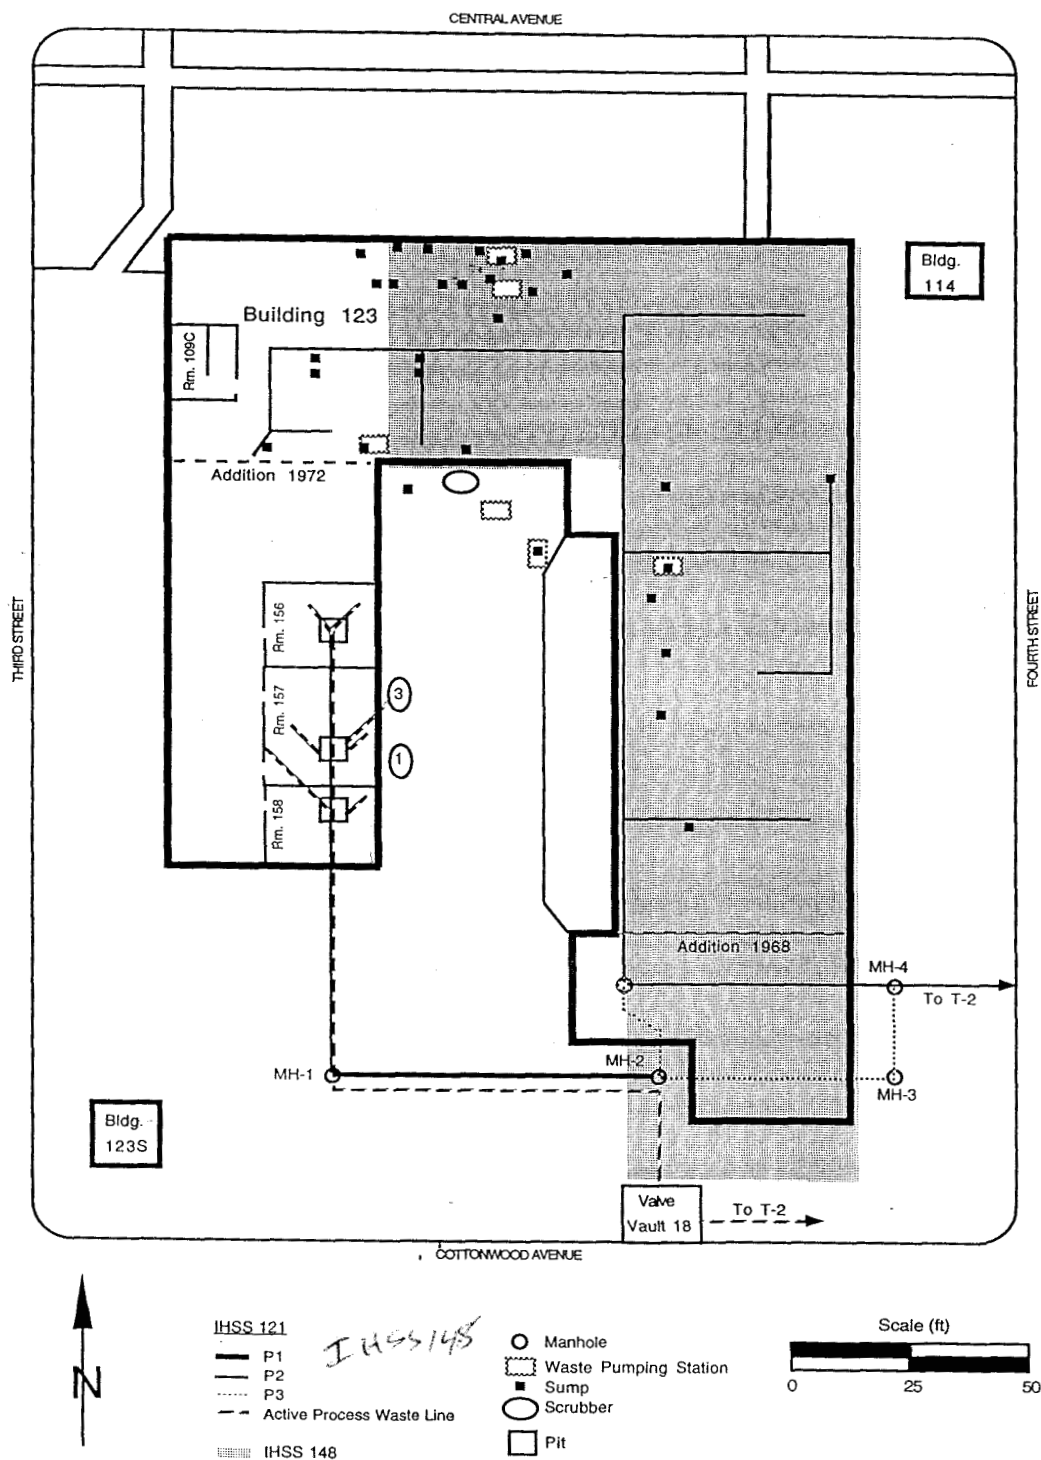 CENTRAL AVENUE
Bldg.
114
Building 123
Rm. 109C
Addition 1972
THIRD STREET
FOURTH STREET
Rm. 156
Rm. 157
3
1
Rm. 158
Addition 1968
MH-4
To T-2
MH-1
MH-2
MH-3
Bldg.
123S
Valve
Vault 18
To T-2
COTTONWOOD AVENUE
N
IHSS 121
P1
P2
P3
Active Process Waste Line
IHSS 148
IHSS148
Manhole
Waste Pumping Station
Sump
Scrubber
Pit
Scale (ft)
0 25 50